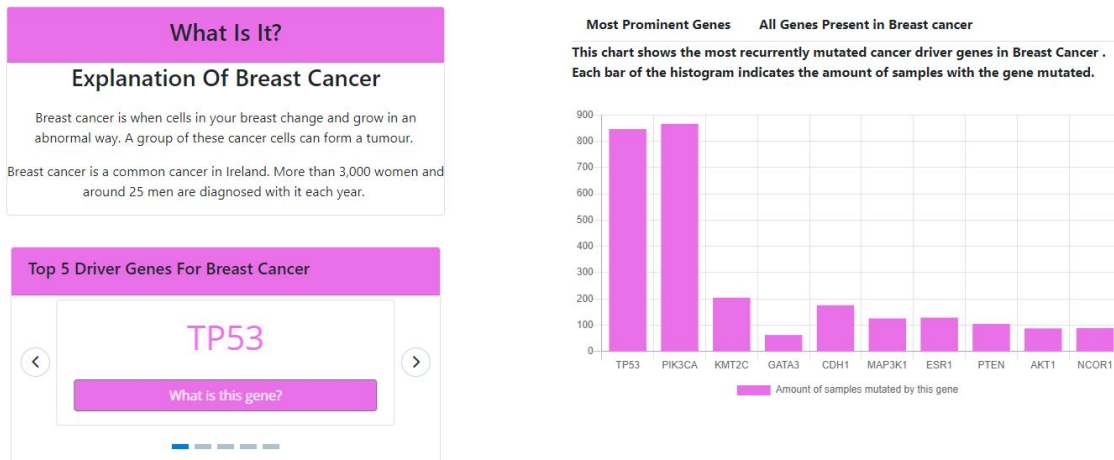 What Is It?
Explanation Of Breast Cancer
Breast cancer is when cells in your breast change and grow in an
abnormal way. A group of these cancer cells can form a tumour.
Breast cancer is a common cancer in Ireland. More than 3,000 women and
around 25 men are diagnosed with it each year.
Top 5 Driver Genes For Breast Cancer
TP53
What is this gene?
Most Prominent Genes All Genes Present in Breast cancer
This chart shows the most recurrently mutated cancer driver genes in Breast Cancer .
Each bar of the histogram indicates the amount of samples with the gene mutated.
900
800
700
600
500
400
300
200
100
0
TP53 PIK3CA KMT2C GATA3 CDH1 MAP3K1 ESR1 PTEN AKT1 NCOR1
Amount of samples mutated by this gene